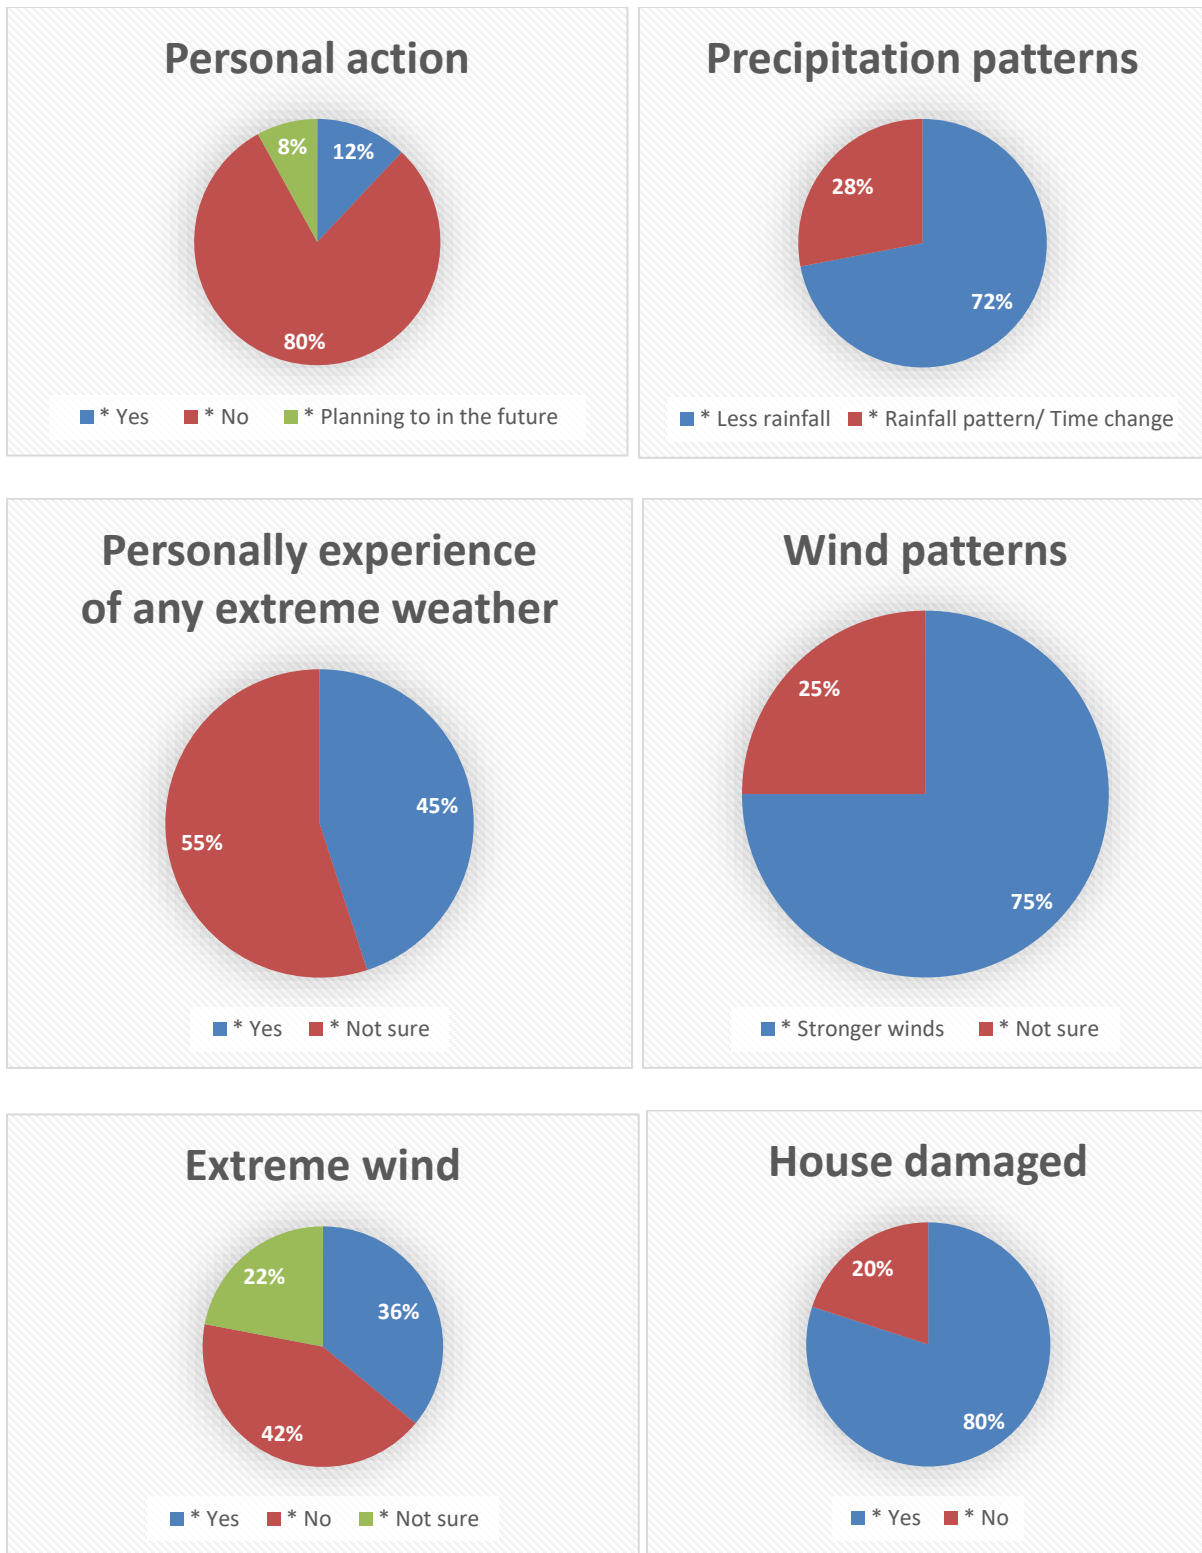 Personal action
8%
12%
80%
* Yes * No * Planning to in the future
Precipitation patterns
28%
72%
* Less rainfall * Rainfall pattern/ Time change
Personally experience
of any extreme weather
45%
55%
* Yes * Not sure
Wind patterns
25%
75%
* Stronger winds * Not sure
Extreme wind
22%
36%
42%
* Yes * No * Not sure
House damaged
20%
80%
* Yes * No